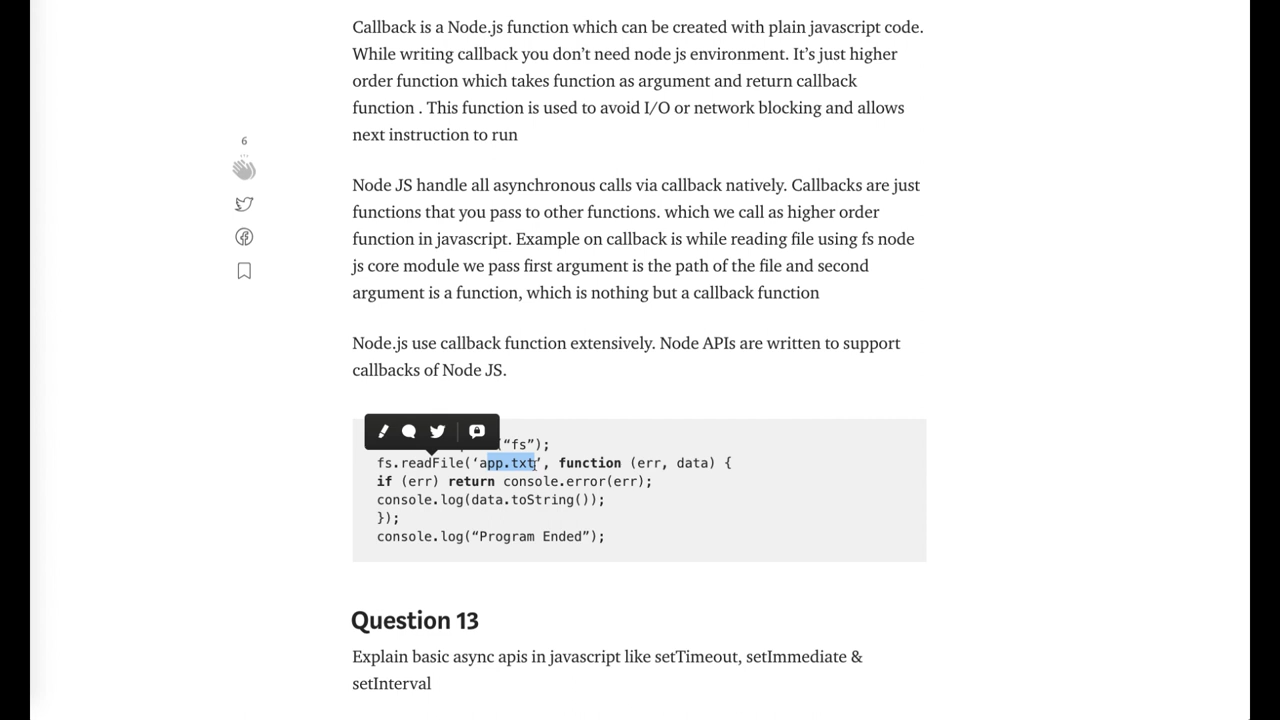 Callback is a Node.js function which can be created with plain javascript code.
While writing callback you don’t need node js environment. It’s just higher
order function which takes function as argument and return callback
function . This function is used to avoid I/O or network blocking and allows
next instruction to run
6
Node JS handle all asynchronous calls via callback natively. Callbacks are just
functions that you pass to other functions. which we call as higher order
function in javascript. Example on callback is while reading file using fs node
js core module we pass first argument is the path of the file and second
argument is a function, which is nothing but a callback function
Node.js use callback function extensively. Node APIs are written to support
callbacks of Node JS.
(“fs”);
fs.readFile(‘app.txt’, function (err, data) {
if (err) return console.error(err);
console.log(data.toString());
});
console.log(“Program Ended”);
Question 13
Explain basic async apis in javascript like setTimeout, setImmediate &
setInterval